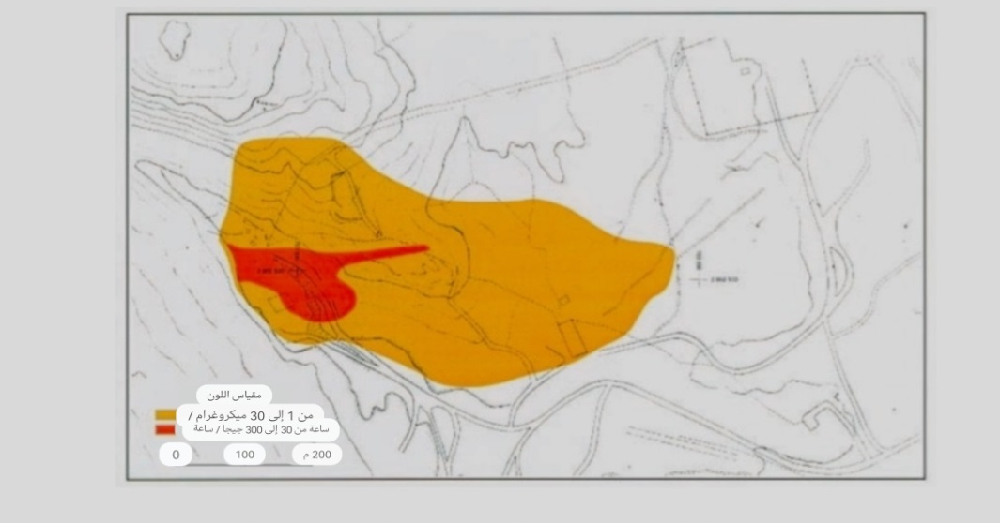 مقياس اللون
من 1 إلى 30 ميكروغرام /
ساعة من 30 إلى 300 جيجا / ساعة
0 100 200 م